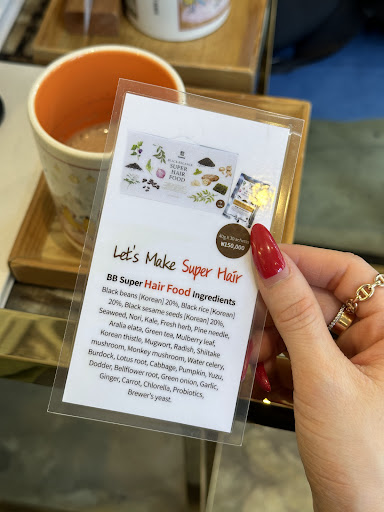 BLACK & BLACK
SUPER
HAIR
FOOD
₩150,000
Let's Make Super Hair
BB Super Hair Food Ingredients
Black beans [Korean] 20%, Black rice [Korean]
20%, Black sesame seeds [Korean] 20%,
Seaweed, Nori, Kale, Fresh herb, Pine needle,
Aralia elata, Green tea, Mulberry leaf,
Korean thistle, Mugwort, Radish, Shiitake
mushroom, Monkey mushroom, Water celery,
Burdock, Lotus root, Cabbage, Pumpkin, Yuzu,
Dodder, Bellflower root, Green onion, Garlic,
Ginger, Carrot, Chlorella, Probiotics,
Brewer's yeast.